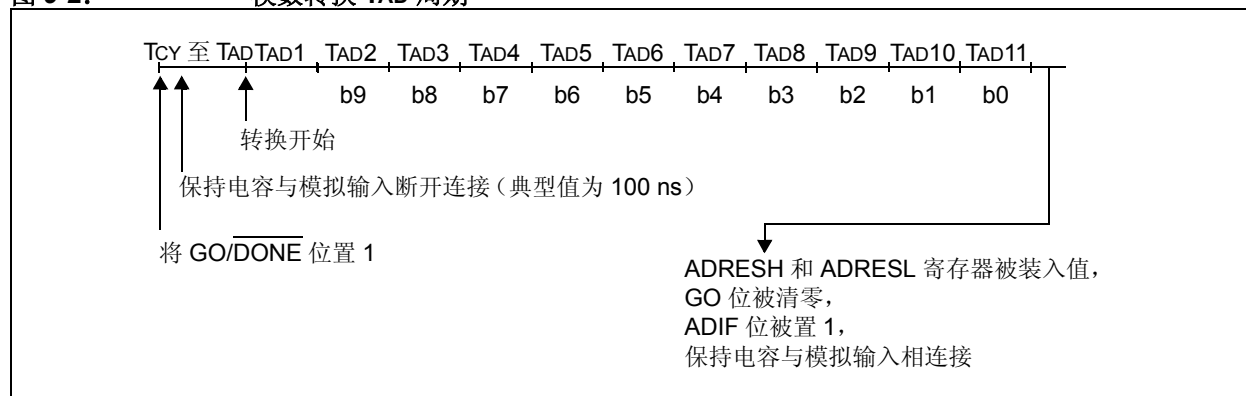 TCY 至 TADTAD1 TAD2 TAD3 TAD4 TAD5 TAD6 TAD7 TAD8 TAD9 TAD10 TAD11
b9 b8 b7 b6 b5 b4 b3 b2 b1 b0
转换开始
保持电容与模拟输入断开连接（典型值为 100 ns）
将 GO/DONE 位置 1
ADRESH 和 ADRESL 寄存器被装入值，
GO 位被清零，
ADIF 位被置 1，
保持电容与模拟输入相连接